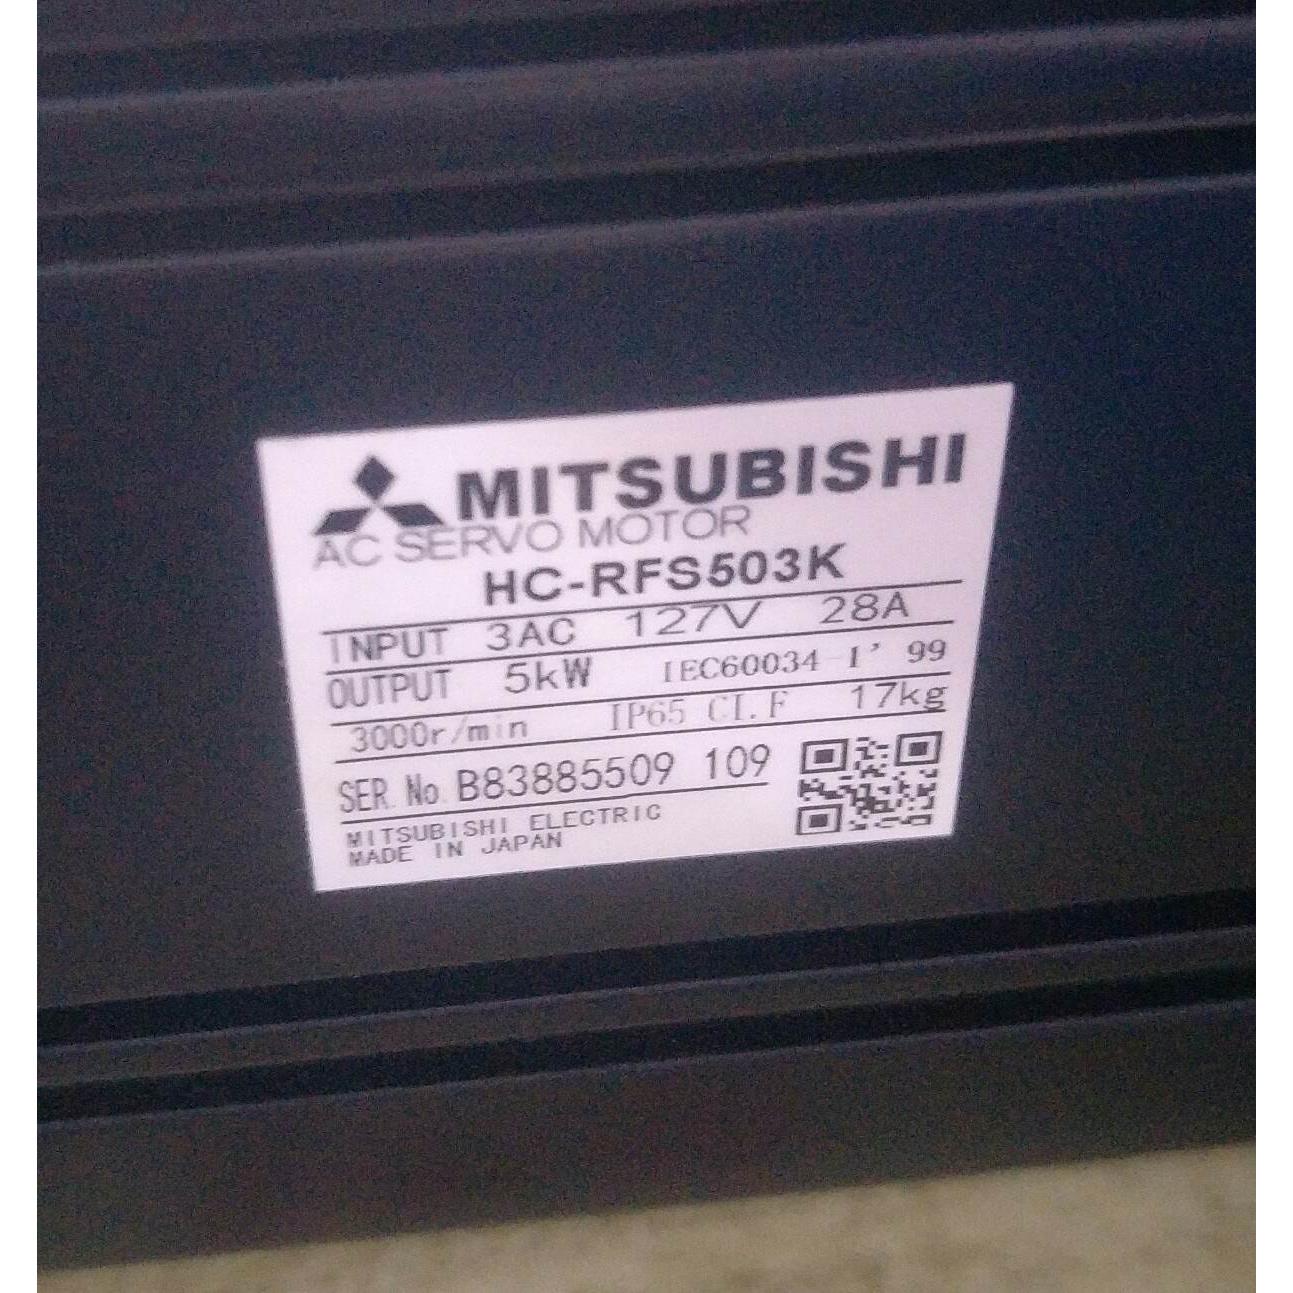 MITSUBISHI
AC SERVO MOTOR
HC-RFS503K
INPUT 3AC 127V 28A
OUTPUT 5kW IEC60034-1'99
3000r/min IP65 CI.F 17kg
SER.No.B83885509 109
MITSUBISHI ELECTRIC
MADE IN JAPAN